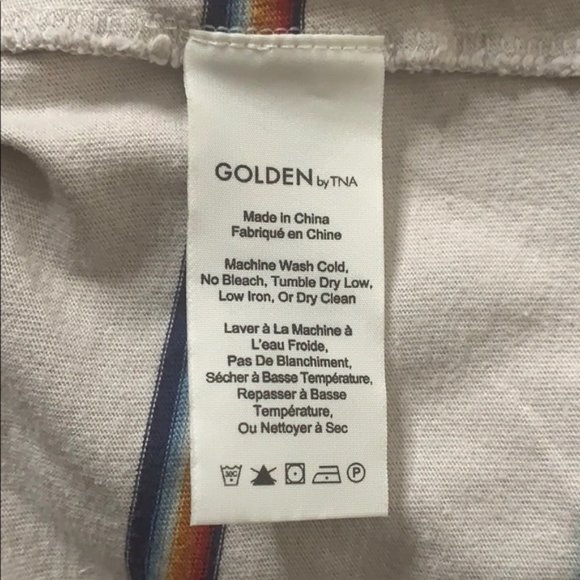 GOLDEN by TNA
Made in China
Fabriqué en Chine
Machine Wash Cold,
No Bleach, Tumble Dry Low,
Low Iron, Or Dry Clean
Laver à La Machine à
L'eau Froide,
Pas De Blanchiment,
Sécher à Basse Température,
Repasser à Basse
Température,
Ou Nettoyer à Sec
30C P